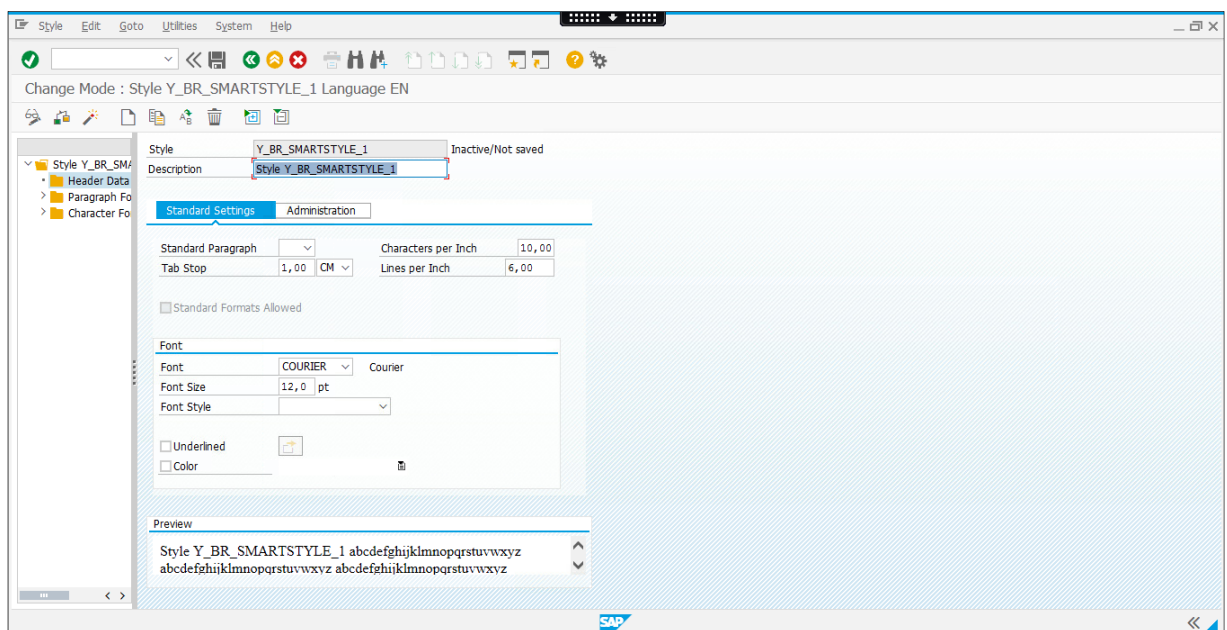 Style Edit Goto Utilities System Help
Change Mode : Style Y_BR_SMARTSTYLE_1 Language EN
Style Y_BR_SMARTSTYLE_1 Inactive/Not saved
Description Style Y_BR_SMARTSTYLE_1
Style Y_BR_SMA
Header Data
Paragraph Fo
Character Fo
Standard Settings Administration
Standard Paragraph Characters per Inch 10,00
Tab Stop 1,00 CM Lines per Inch 6,00
Standard Formats Allowed
Font
Font COURIER Courier
Font Size 12,0 pt
Font Style
Underlined
Color
Preview
Style Y_BR_SMARTSTYLE_1 abcdefghijklmnopqrstuvwxyz
abcdefghijklmnopqrstuvwxyz abcdefghijklmnopqrstuvwxyz
SAP